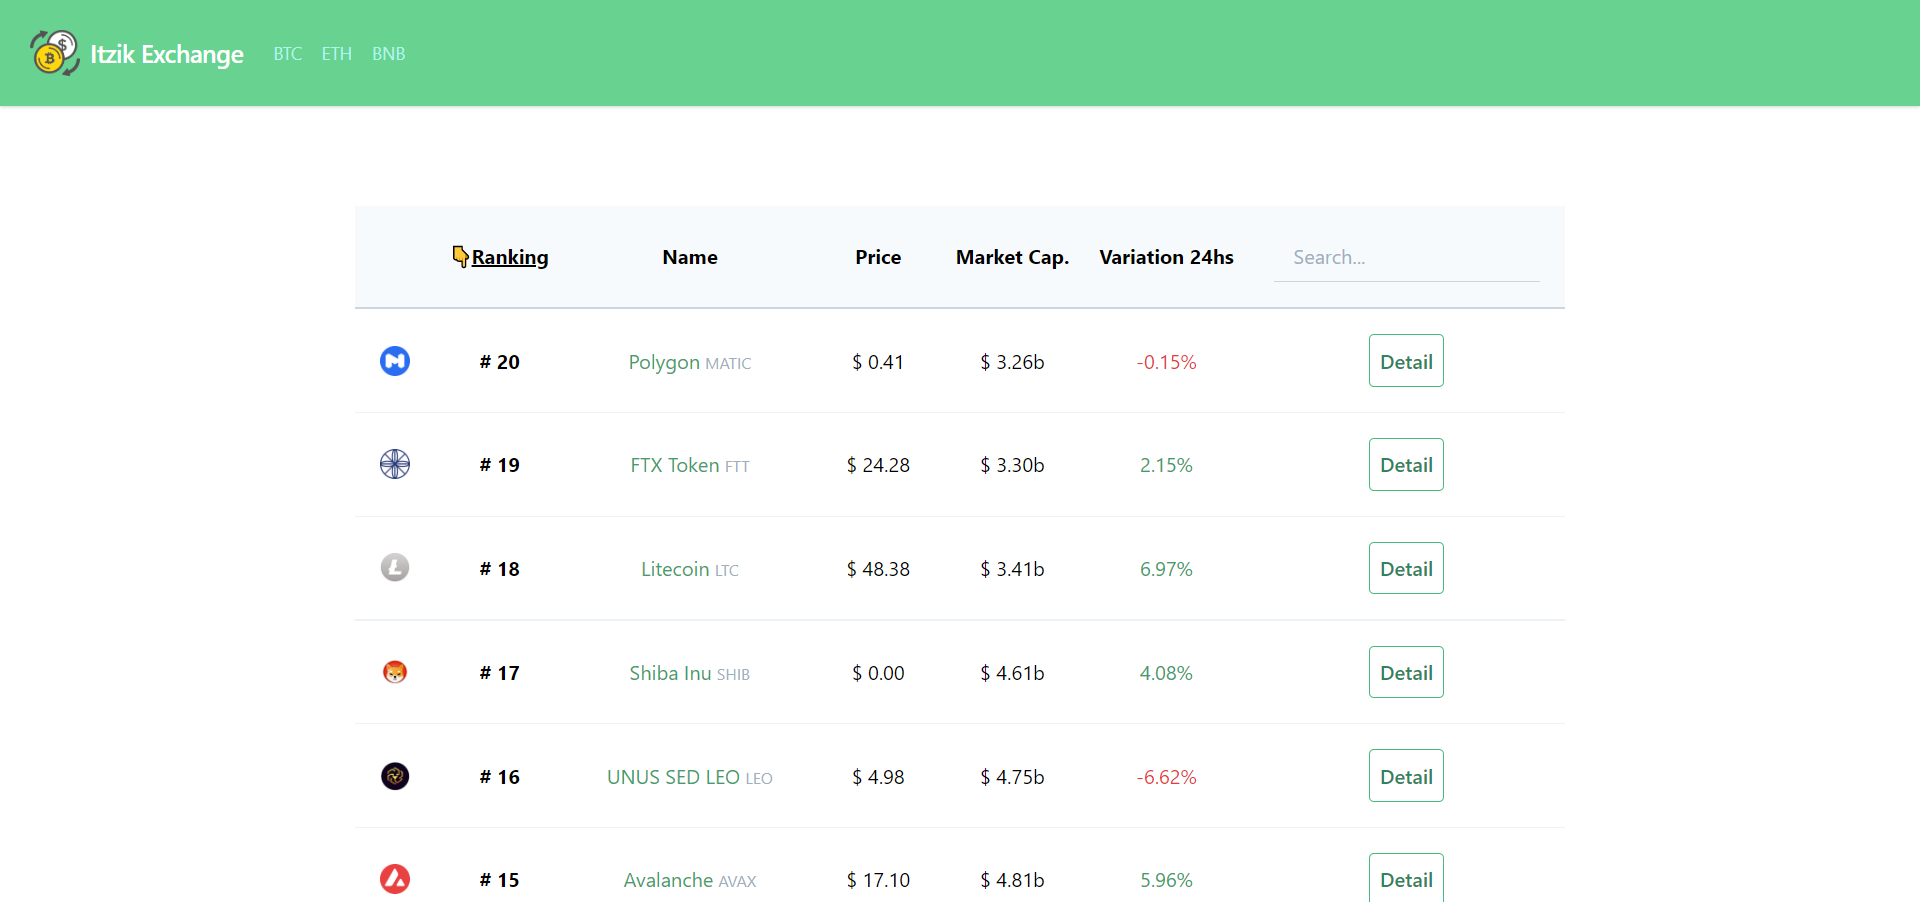 Itzik Exchange BTC ETH BNB
👇Ranking Name Price Market Cap. Variation 24hs Search...
# 20 Polygon MATIC $ 0.41 $ 3.26b -0.15% Detail
# 19 FTX Token FTT $ 24.28 $ 3.30b 2.15% Detail
# 18 Litecoin LTC $ 48.38 $ 3.41b 6.97% Detail
# 17 Shiba Inu SHIB $ 0.00 $ 4.61b 4.08% Detail
# 16 UNUS SED LEO LEO $ 4.98 $ 4.75b -6.62% Detail
# 15 Avalanche AVAX $ 17.10 $ 4.81b 5.96% Detail